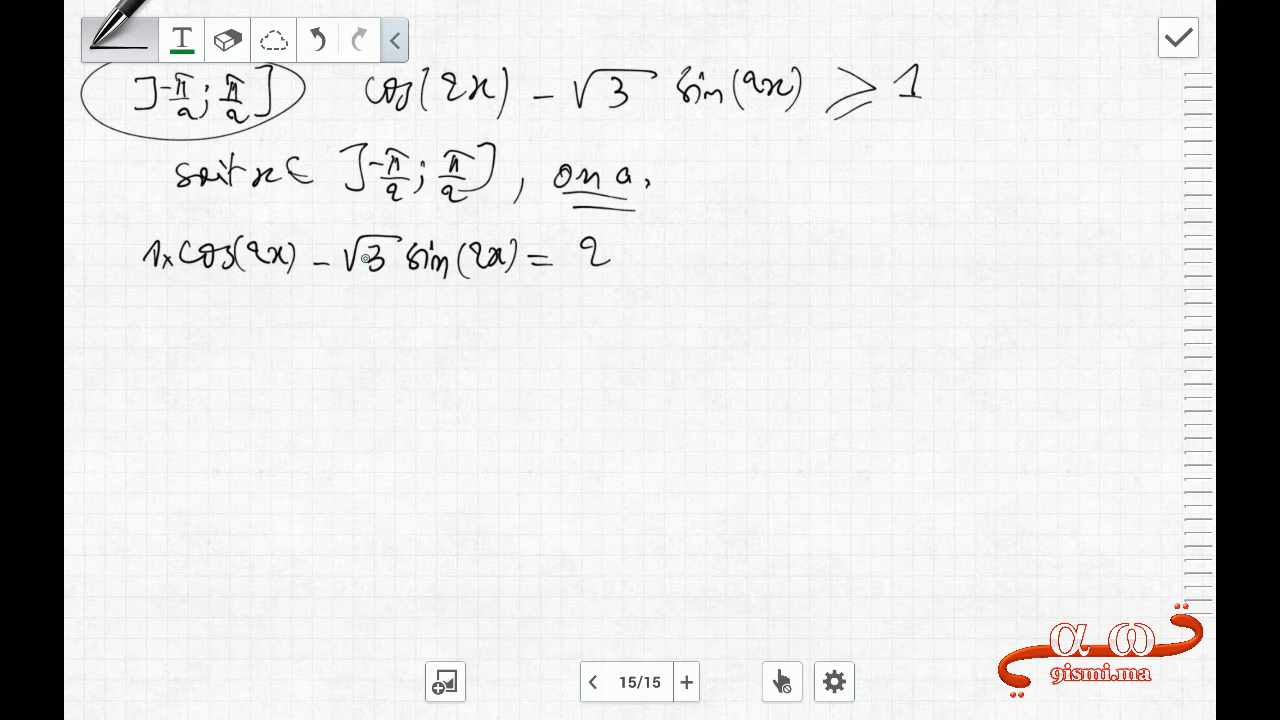 T
]-π/2 ; π/2] cos(2x) - √3 sin(2x) ⩾ 1
soit x ∈ ]-π/2 ; π/2], on a,
1×cos(2x) - √3 sin(2x) = 2
α ω
9ismi.ma
15/15